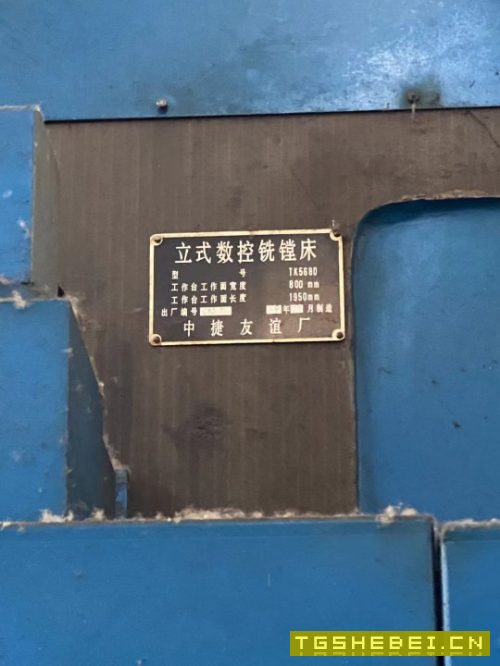 立式数控铣镗床
型 号 TK5680
工作台工作面宽度 800 mm
工作台工作面长度 1950mm
出厂编号 年 月制造
中捷友谊厂
TGSHEBEI.CN